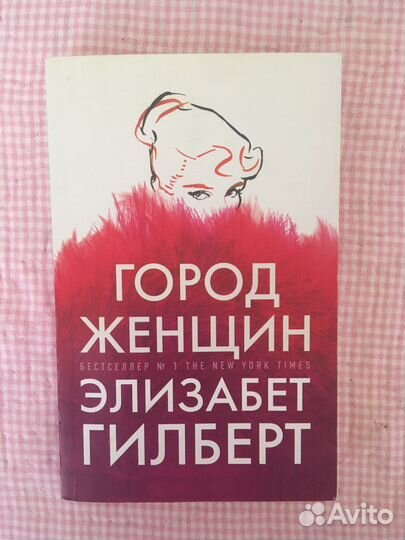 ГОРОД
ЖЕНЩИН
БЕСТСЕЛЛЕР № 1 THE NEW YORK TIMES
ЭЛИЗАБЕТ
ГИЛБЕРТ
Avito